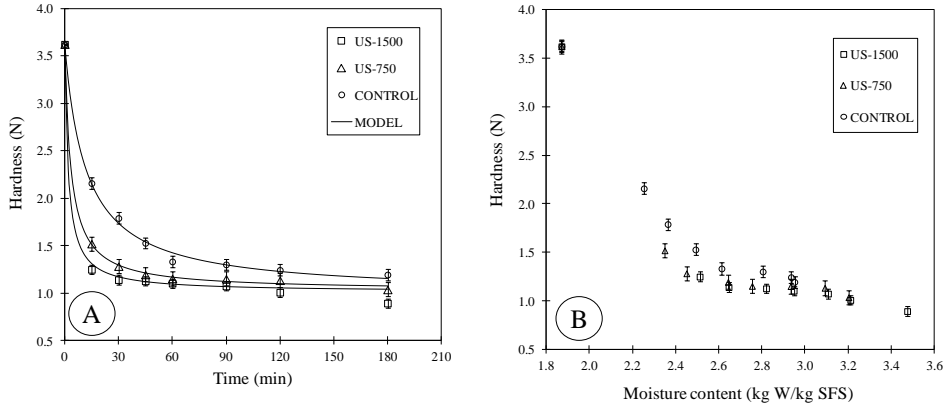 4.0
3.5
3.0
2.5
2.0
1.5
1.0
0.5
Hardness (N)
US-1500
US-750
CONTROL
MODEL
A
0 30 60 90 120 150 180 210
Time (min)
4.0
3.5
3.0
2.5
2.0
1.5
1.0
0.5
Hardness (N)
US-1500
US-750
CONTROL
B
1.8 2.0 2.2 2.4 2.6 2.8 3.0 3.2 3.4 3.6
Moisture content (kg W/kg SFS)